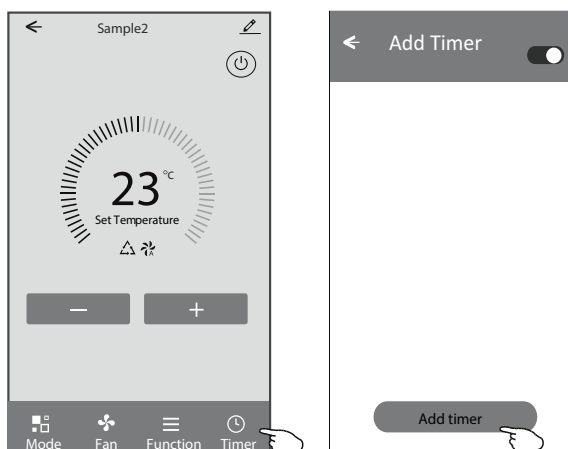 Sample2
23 °C
Set Temperature
A
— +
Mode Fan Function Timer
Add Timer
Add timer